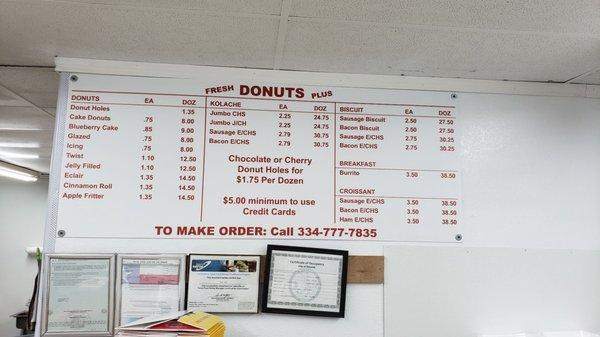 FRESH DONUTS PLUS
DONUTS EA DOZ
Donut Holes 1.35
Cake Donuts .75 8.00
Blueberry Cake .85 9.00
Glazed .75 8.00
Icing .75 8.00
Twist 1.10 12.50
Jelly Filled 1.10 12.50
Eclair 1.35 14.50
Cinnamon Roll 1.35 14.50
Apple Fritter 1.35 14.50
KOLACHE EA DOZ
Jumbo CHS 2.25 24.75
Jumbo J/CH 2.25 24.75
Sausage E/CHS 2.79 30.75
Bacon E/CHS 2.79 30.75
Chocolate or Cherry
Donut Holes for
$1.75 Per Dozen
$5.00 minimum to use
Credit Cards
BISCUIT EA DOZ
Sausage Biscuit 2.50 27.50
Bacon Biscuit 2.50 27.50
Sausage E/CHS 2.75 30.25
Bacon E/CHS 2.75 30.25
BREAKFAST
Burrito 3.50 38.50
CROISSANT
Sausage E/CHS 3.50 38.50
Bacon E/CHS 3.50 38.50
Ham E/CHS 3.50 38.50
TO MAKE ORDER: Call 334-777-7835
Certificate of Occupancy